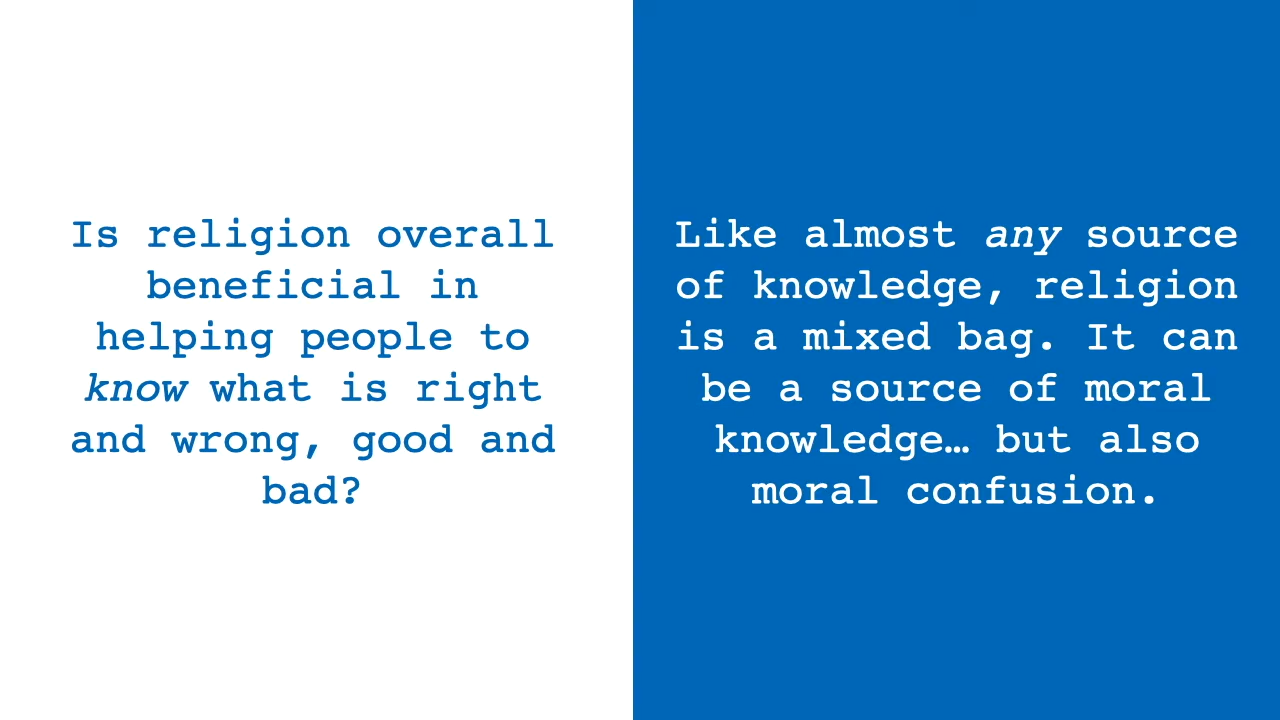 Is religion overall
beneficial in
helping people to
know what is right
and wrong, good and
bad?
Like almost any source
of knowledge, religion
is a mixed bag. It can
be a source of moral
knowledge… but also
moral confusion.